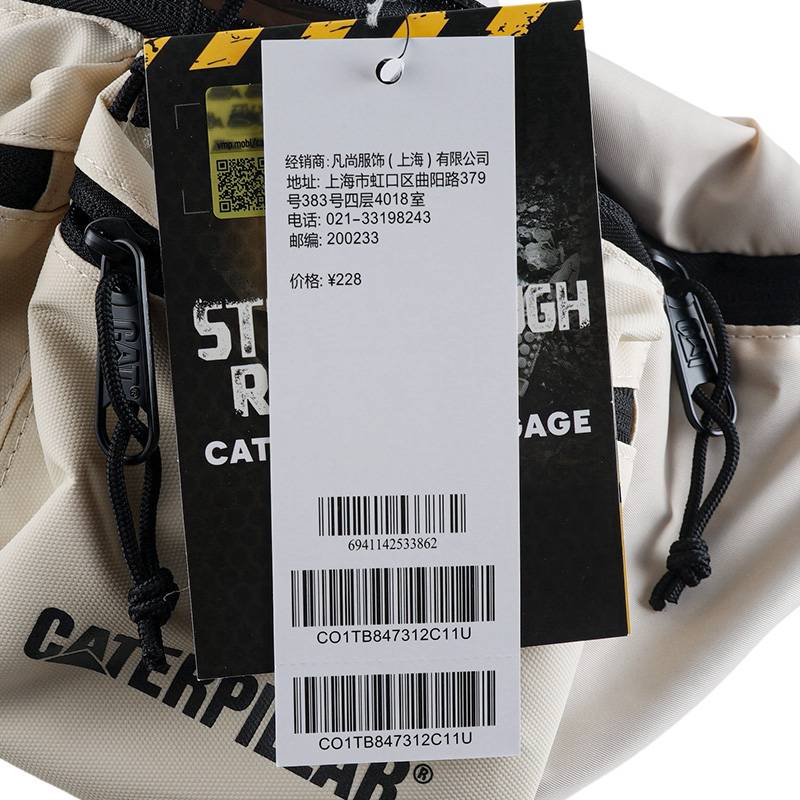 vmp.mobi/
经销商:凡尚服饰(上海)有限公司
地址: 上海市虹口区曲阳路379
号383号四层4018室
电话: 021-33198243
邮编: 200233
价格: ¥228
CAT®
CAT
6941142533862
CO1TB847312C11U
CO1TB847312C11U
CATERPILLAR®